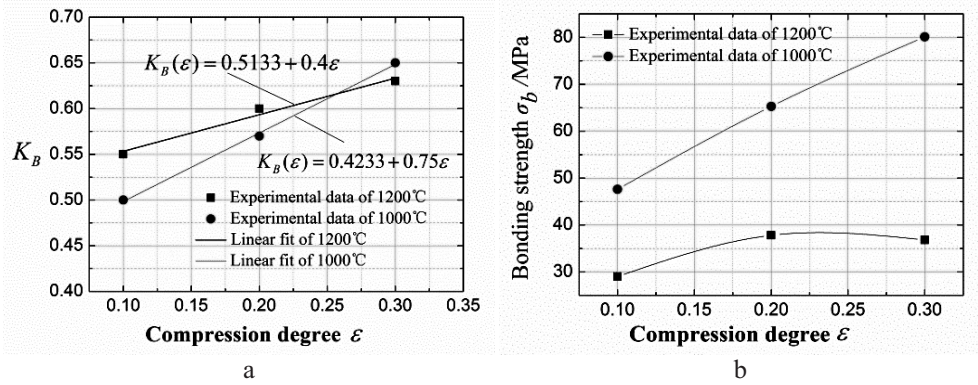 0.70
0.65
0.60
0.55
0.50
0.45
0.40
K_B
K_B(ε) = 0.5133 + 0.4ε
K_B(ε) = 0.4233 + 0.75ε
Experimental data of 1200℃
Experimental data of 1000℃
Linear fit of 1200℃
Linear fit of 1000℃
0.10 0.15 0.20 0.25 0.30 0.35
Compression degree ε
a
Experimental data of 1200℃
Experimental data of 1000℃
80
70
60
50
40
30
Bonding strength σ_b /MPa
0.10 0.15 0.20 0.25 0.30
Compression degree ε
b